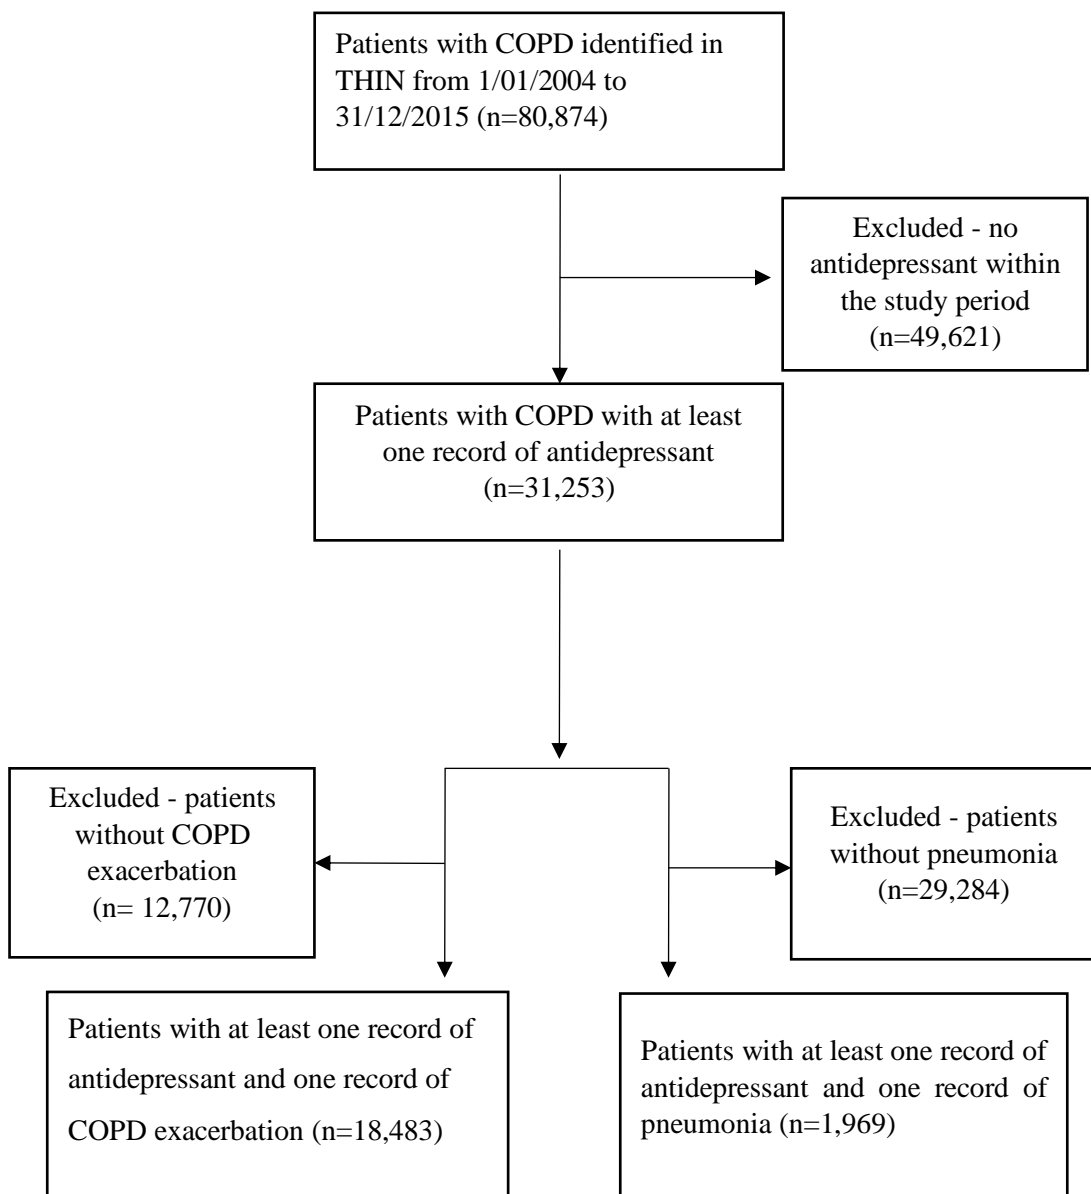 Patients with COPD identified in
THIN from 1/01/2004 to
31/12/2015 (n=80,874)
Excluded - no
antidepressant within
the study period
(n=49,621)
Patients with COPD with at least
one record of antidepressant
(n=31,253)
Excluded - patients
without COPD
exacerbation
(n= 12,770)
Excluded - patients
without pneumonia
(n=29,284)
Patients with at least one record of
antidepressant and one record of
COPD exacerbation (n=18,483)
Patients with at least one record of
antidepressant and one record of
pneumonia (n=1,969)